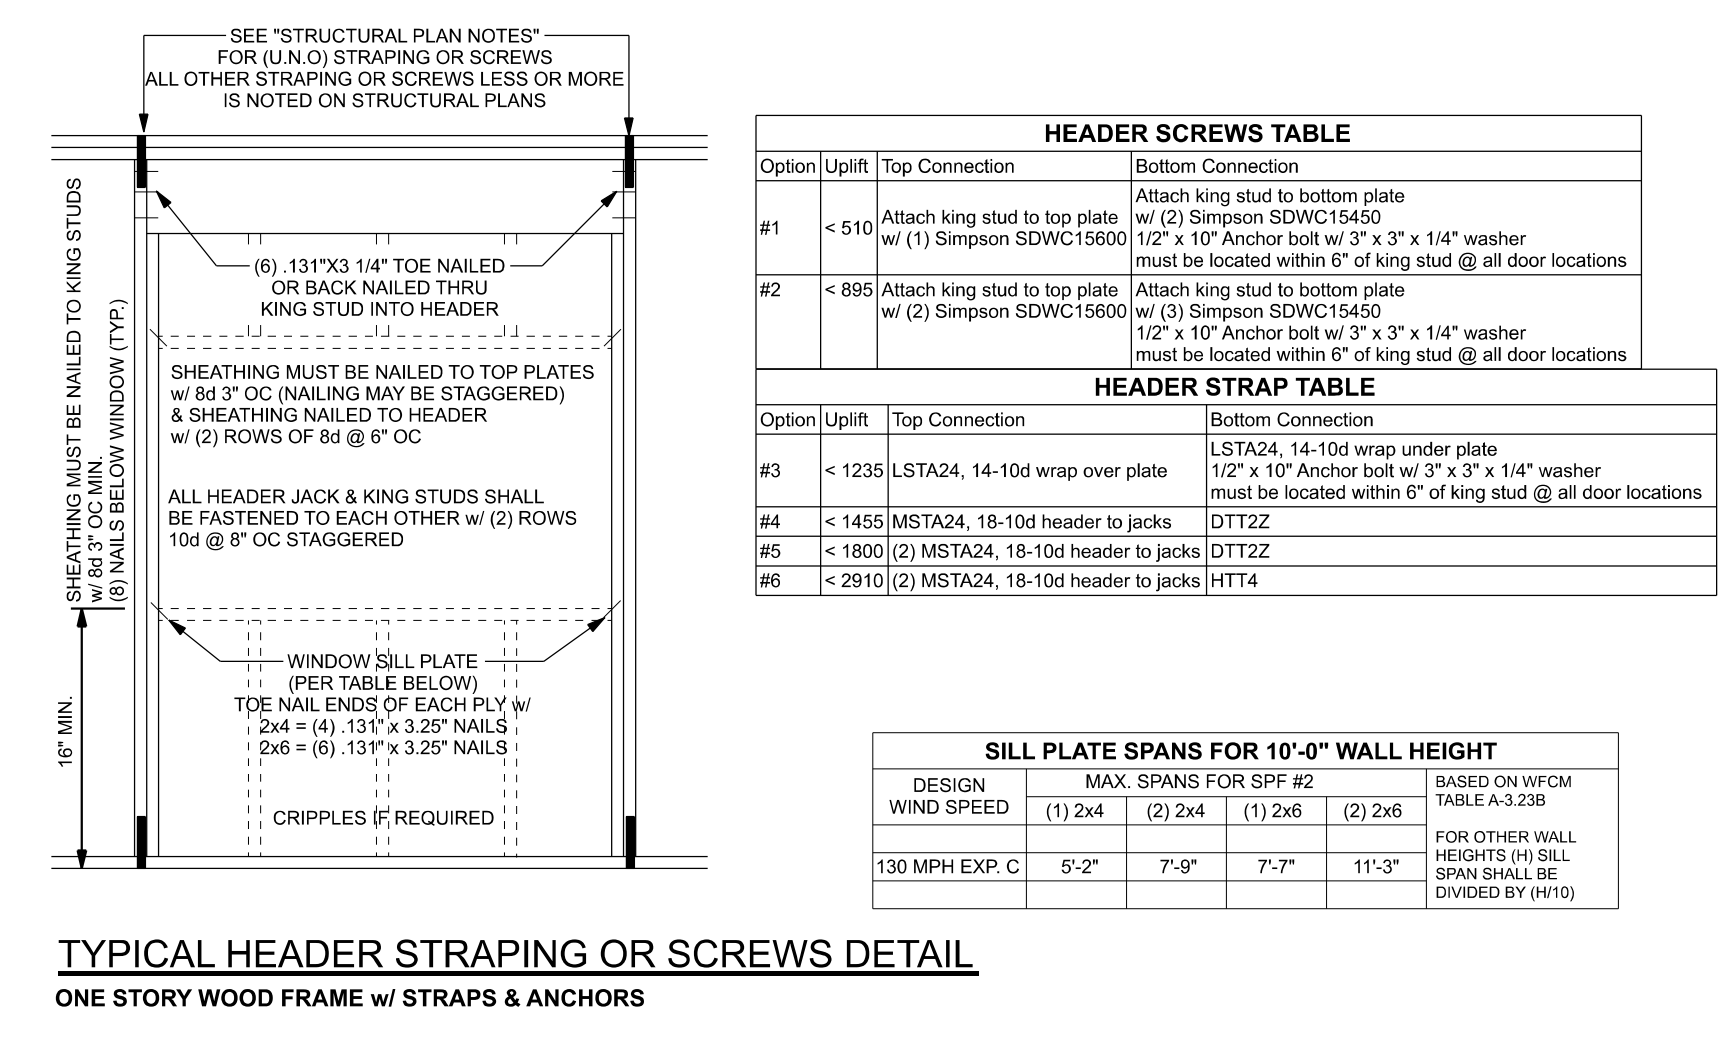 SEE "STRUCTURAL PLAN NOTES"
FOR (U.N.O) STRAPING OR SCREWS
ALL OTHER STRAPING OR SCREWS LESS OR MORE
IS NOTED ON STRUCTURAL PLANS
SHEATHING MUST BE NAILED TO KING STUDS
w/ 8d 3" OC MIN.
(8) NAILS BELOW WINDOW (TYP.)
(6) .131"X3 1/4" TOE NAILED
OR BACK NAILED THRU
KING STUD INTO HEADER
SHEATHING MUST BE NAILED TO TOP PLATES
w/ 8d 3" OC (NAILING MAY BE STAGGERED)
& SHEATHING NAILED TO HEADER
w/ (2) ROWS OF 8d @ 6" OC
ALL HEADER JACK & KING STUDS SHALL
BE FASTENED TO EACH OTHER w/ (2) ROWS
10d @ 8" OC STAGGERED
16" MIN.
WINDOW SILL PLATE
(PER TABLE BELOW)
TOE NAIL ENDS OF EACH PLY w/
2x4 = (4) .131" x 3.25" NAILS
2x6 = (6) .131" x 3.25" NAILS
CRIPPLES IF REQUIRED
HEADER SCREWS TABLE
Option Uplift Top Connection Bottom Connection
#1 < 510 Attach king stud to top plate
w/ (1) Simpson SDWC15600
Attach king stud to bottom plate
w/ (2) Simpson SDWC15450
1/2" x 10" Anchor bolt w/ 3" x 3" x 1/4" washer
must be located within 6" of king stud @ all door locations
#2 < 895 Attach king stud to top plate
w/ (2) Simpson SDWC15600
Attach king stud to bottom plate
w/ (3) Simpson SDWC15450
1/2" x 10" Anchor bolt w/ 3" x 3" x 1/4" washer
must be located within 6" of king stud @ all door locations
HEADER STRAP TABLE
Option Uplift Top Connection Bottom Connection
#3 < 1235 LSTA24, 14-10d wrap over plate
LSTA24, 14-10d wrap under plate
1/2" x 10" Anchor bolt w/ 3" x 3" x 1/4" washer
must be located within 6" of king stud @ all door locations
#4 < 1455 MSTA24, 18-10d header to jacks DTT2Z
#5 < 1800 (2) MSTA24, 18-10d header to jacks DTT2Z
#6 < 2910 (2) MSTA24, 18-10d header to jacks HTT4
SILL PLATE SPANS FOR 10'-0" WALL HEIGHT
DESIGN
WIND SPEED
MAX. SPANS FOR SPF #2
(1) 2x4 (2) 2x4 (1) 2x6 (2) 2x6
130 MPH EXP. C 5'-2" 7'-9" 7'-7" 11'-3"
BASED ON WFCM
TABLE A-3.23B
FOR OTHER WALL
HEIGHTS (H) SILL
SPAN SHALL BE
DIVIDED BY (H/10)
TYPICAL HEADER STRAPING OR SCREWS DETAIL
ONE STORY WOOD FRAME w/ STRAPS & ANCHORS